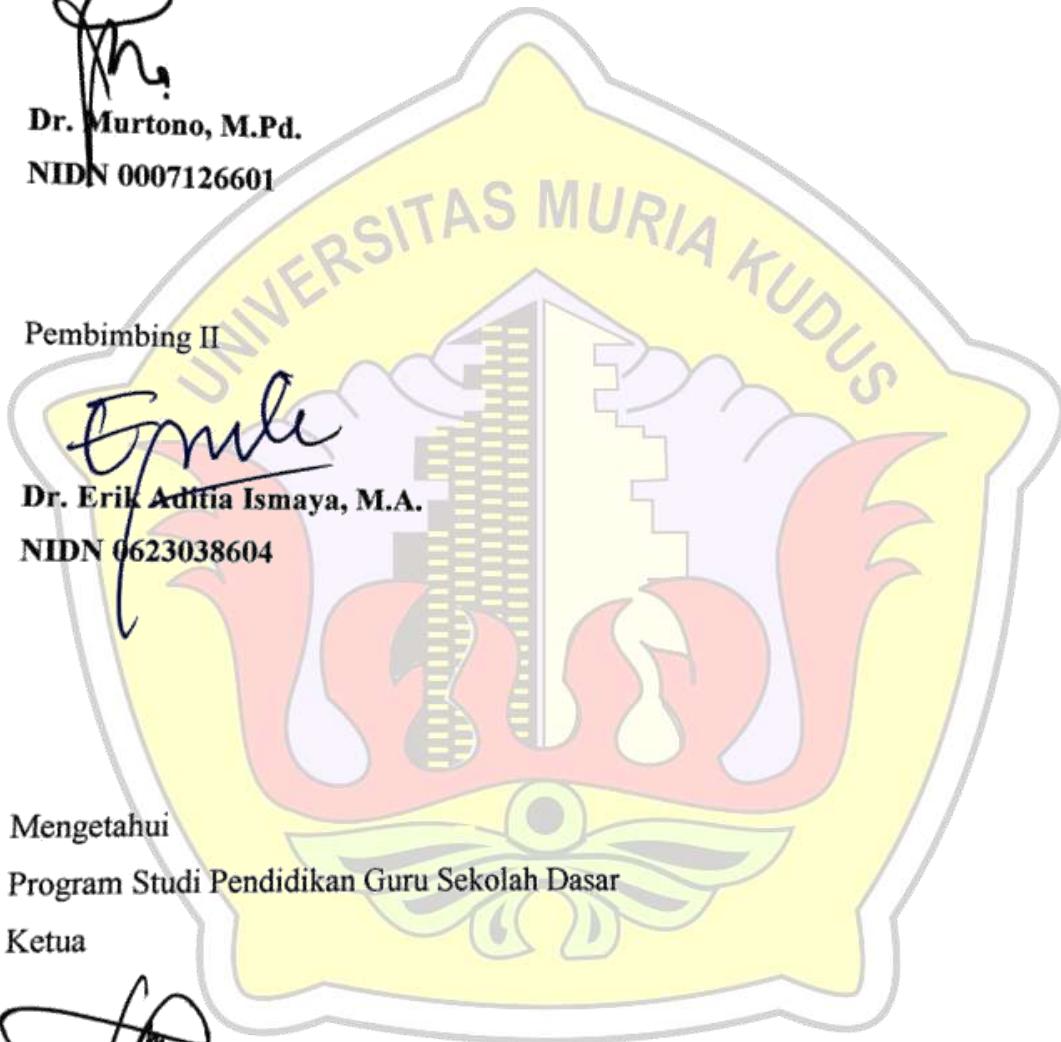 Dr. Murtono, M.Pd.
NIDN 0007126601
UNIVERSITAS MURIA KUDUS
Pembimbing II
Dr. Erik Aditia Ismaya, M.A.
NIDN 0623038604
Mengetahui
Program Studi Pendidikan Guru Sekolah Dasar
Ketua